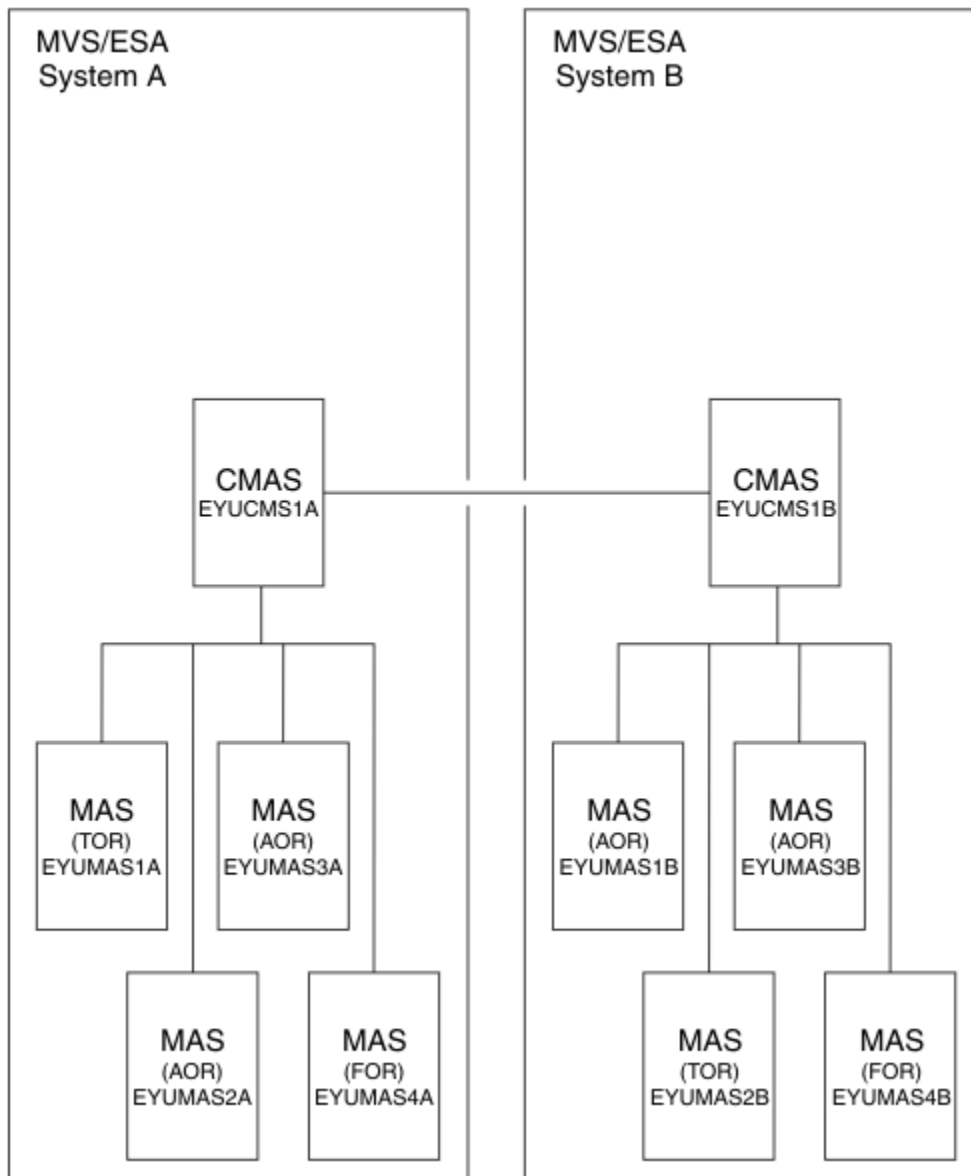 MVS/ESA
System A
MVS/ESA
System B
CMAS
EYUCMS1A
CMAS
EYUCMS1B
MAS
(TOR)
EYUMAS1A
MAS
(AOR)
EYUMAS3A
MAS
(AOR)
EYUMAS1B
MAS
(AOR)
EYUMAS3B
MAS
(AOR)
EYUMAS2A
MAS
(FOR)
EYUMAS4A
MAS
(TOR)
EYUMAS2B
MAS
(FOR)
EYUMAS4B